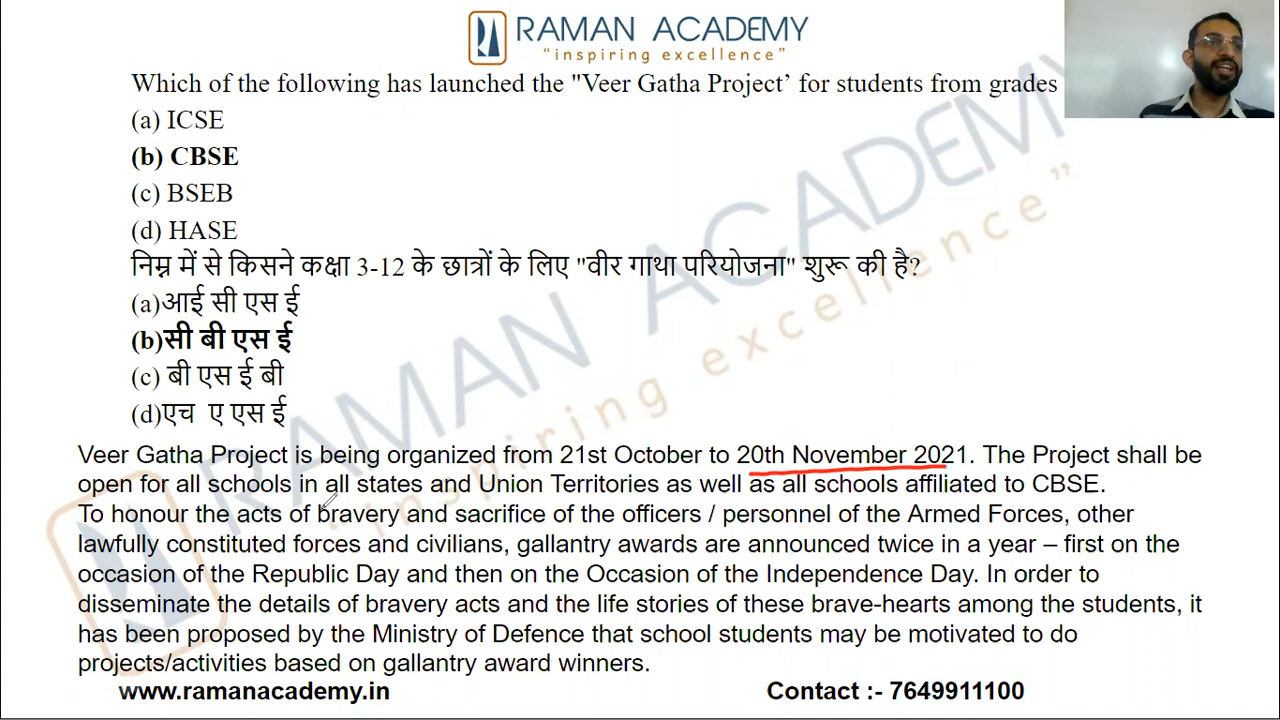 RAMAN ACADEMY
“inspiring excellence”
Which of the following has launched the "Veer Gatha Project’ for students from grades
(a) ICSE
(b) CBSE
(c) BSEB
(d) HASE
निम्न में से किसने कक्षा 3-12 के छात्रों के लिए "वीर गाथा परियोजना" शुरू की है?
(a)आई सी एस ई
(b)सी बी एस ई
(c) बी एस ई बी
(d)एच ए एस ई
Veer Gatha Project is being organized from 21st October to 20th November 2021. The Project shall be
open for all schools in all states and Union Territories as well as all schools affiliated to CBSE.
To honour the acts of bravery and sacrifice of the officers / personnel of the Armed Forces, other
lawfully constituted forces and civilians, gallantry awards are announced twice in a year – first on the
occasion of the Republic Day and then on the Occasion of the Independence Day. In order to
disseminate the details of bravery acts and the life stories of these brave-hearts among the students, it
has been proposed by the Ministry of Defence that school students may be motivated to do
projects/activities based on gallantry award winners.
www.ramanacademy.in Contact :- 7649911100
RAMAN ACADEMY
“inspiring excellence”